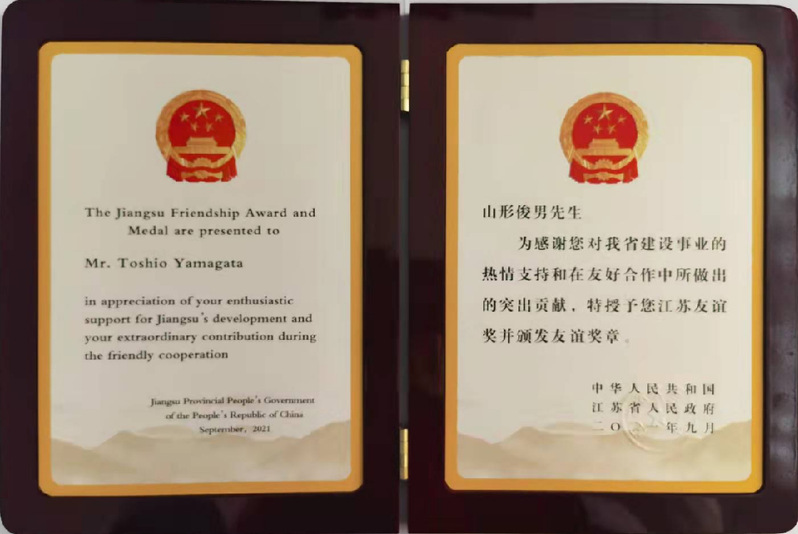 The Jiangsu Friendship Award and
Medal are presented to
Mr. Toshio Yamagata
in appreciation of your enthusiastic
support for Jiangsu's development and
your extraordinary contribution during
the friendly cooperation
Jiangsu Provincial People's Government
of the People's Republic of China
September, 2021
山形俊男先生
为感谢您对我省建设事业的
热情支持和在友好合作中所做出
的突出贡献，特授予您江苏友谊
奖并颁发友谊奖章。
中华人民共和国
江苏省人民政府
二〇二一年九月